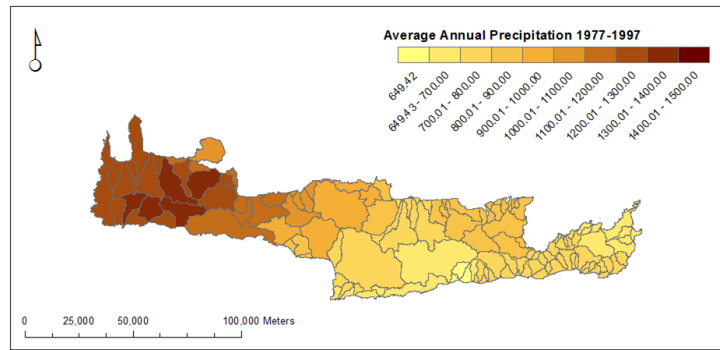 Average Annual Precipitation 1977-1997
649.42
649.43 - 700.00
700.01 - 800.00
800.01 - 900.00
900.01 - 1000.00
1000.01 - 1100.00
1100.01 - 1200.00
1200.01 - 1300.00
1300.01 - 1400.00
1400.01 - 1500.00
0 25,000 50,000 100,000 Meters